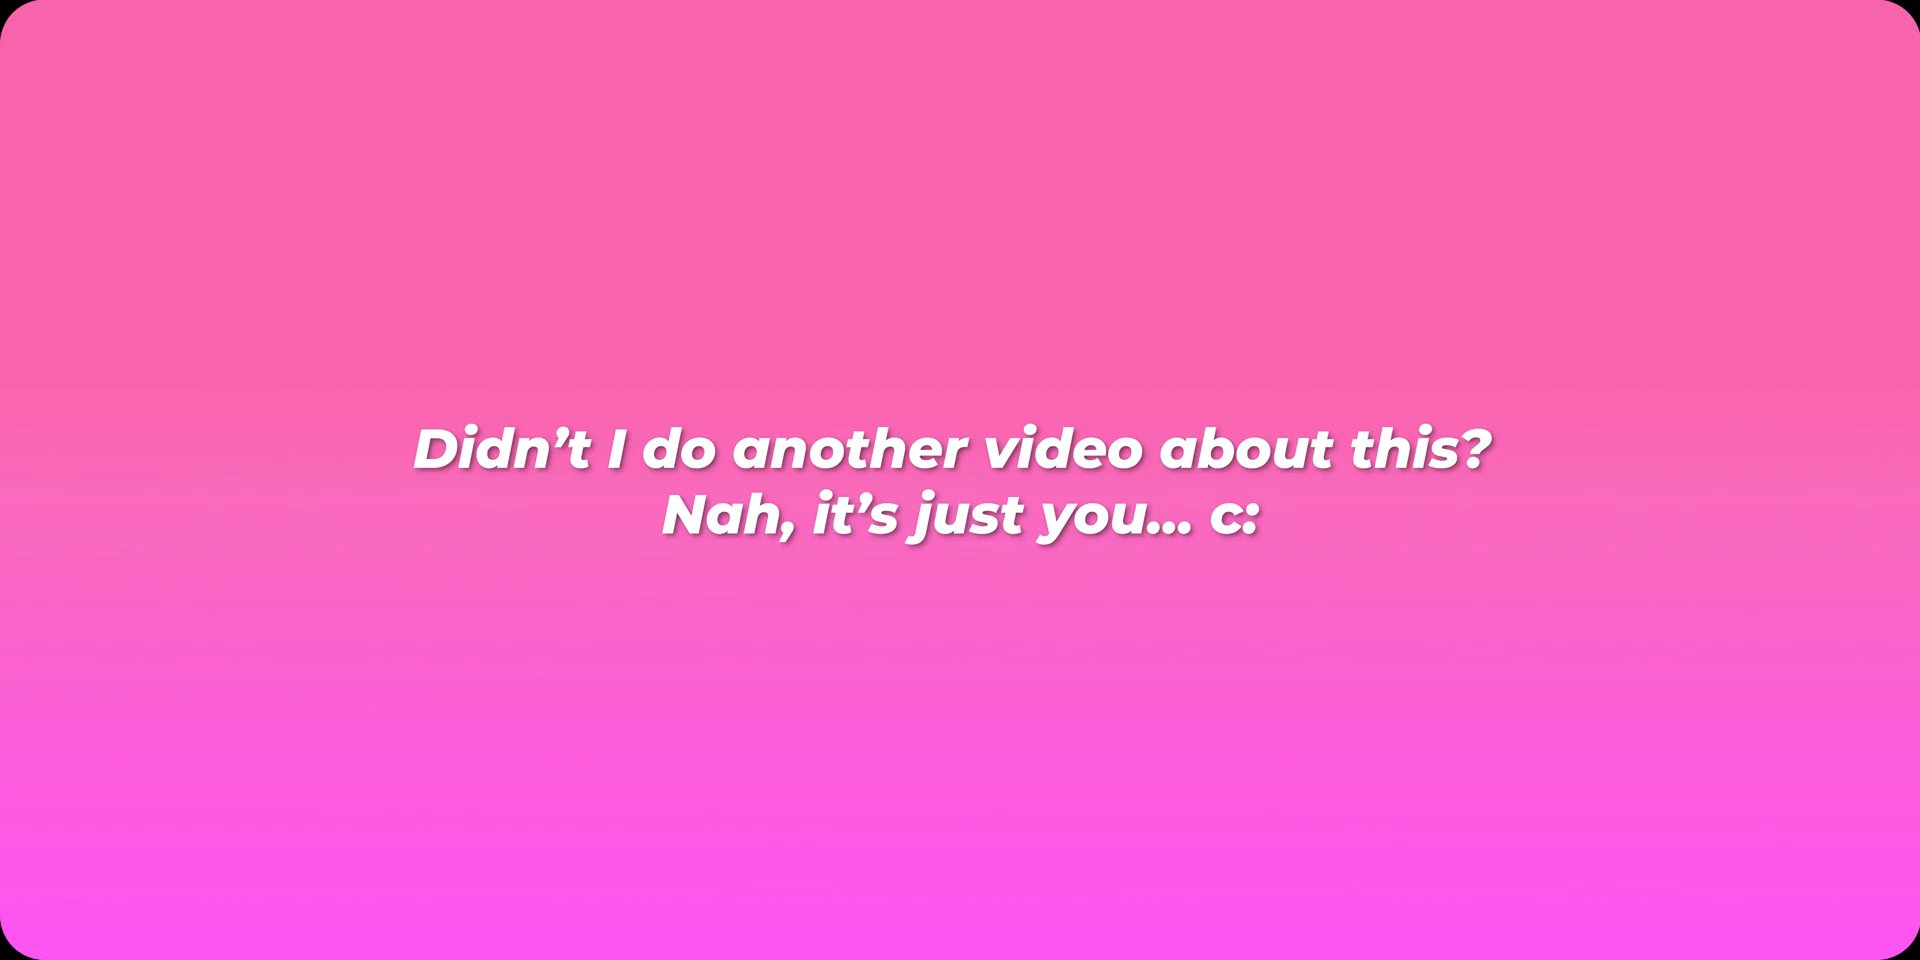 Didn’t I do another video about this?
Nah, it’s just you... c: